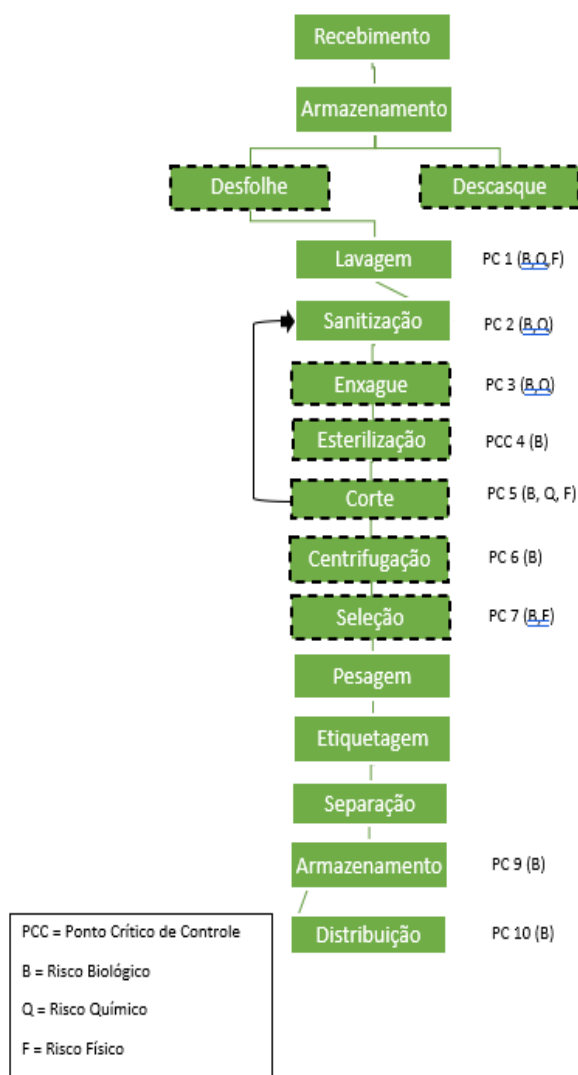 Recebimento
Armazenamento
Desfolhe
Descasque
Lavagem
PC 1 (B,Q,F)
Sanitização
PC 2 (B,Q)
Enxague
PC 3 (B,Q)
Esterilização
PCC 4 (B)
Corte
PC 5 (B, Q, F)
Centrifugação
PC 6 (B)
Seleção
PC 7 (B,F)
Pesagem
Etiquetagem
Separação
Armazenamento
PC 9 (B)
Distribuição
PC 10 (B)
PCC = Ponto Crítico de Controle
B = Risco Biológico
Q = Risco Químico
F = Risco Físico